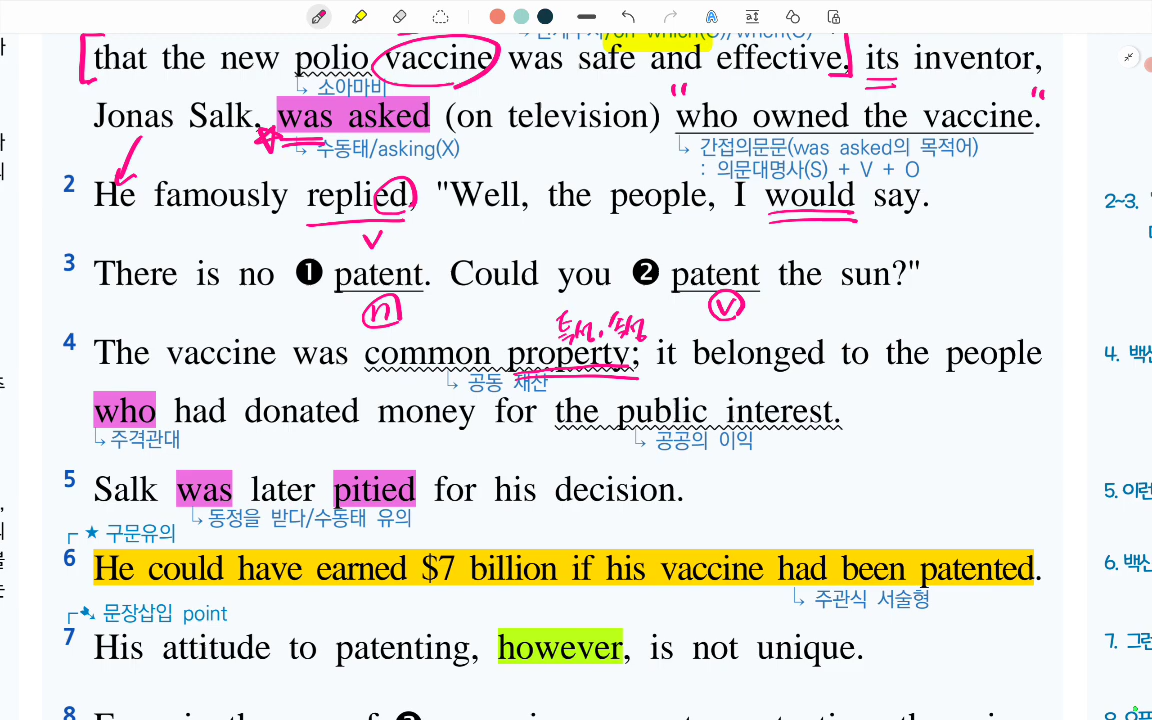 that the new polio vaccine was safe and effective, its inventor,
↳ 소아마비
Jonas Salk, was asked (on television) "who owned the vaccine".
↳ 수동태/asking(X)
↳ 간접의문문(was asked의 목적어)
: 의문대명사(S) + V + O
2 He famously replied, "Well, the people, I would say.
V
3 There is no ❶ patent. Could you ❷ patent the sun?"
n
V
특성.
4 The vaccine was common property; it belonged to the people
↳ 공동 재산
who had donated money for the public interest.
↳ 주격관대
↳ 공공의 이익
5 Salk was later pitied for his decision.
↳ 동정을 받다/수동태 유의
★ 구문유의
6 He could have earned $7 billion if his vaccine had been patented.
↳ 주관식 서술형
문장삽입 point
7 His attitude to patenting, however, is not unique.
8
2~3.
4. 백신
5. 이런
6. 백신
7. 그런
8.